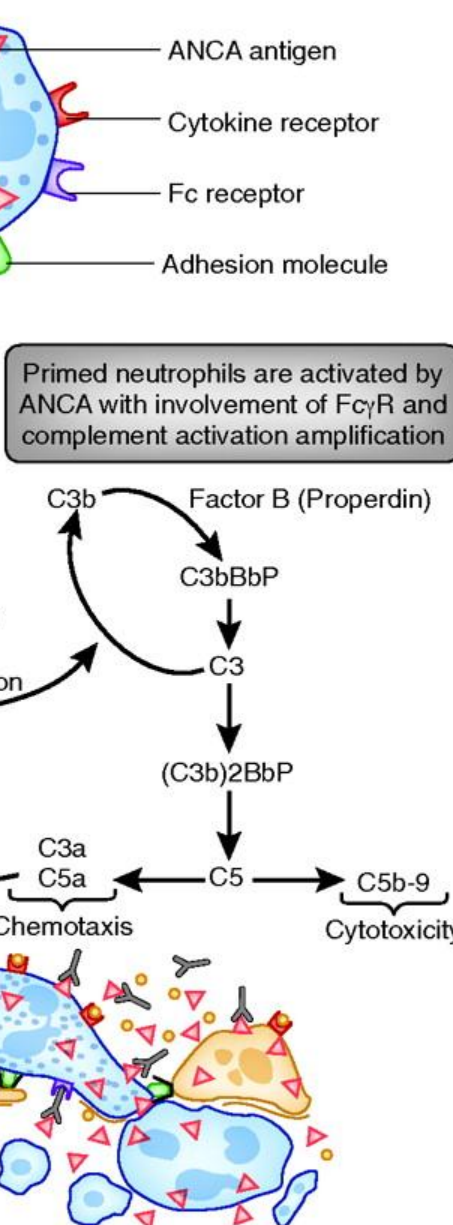 ANCA antigen
Cytokine receptor
Fc receptor
Adhesion molecule
Primed neutrophils are activated by
ANCA with involvement of FcγR and
complement activation amplification
C3b
Factor B (Properdin)
C3bBbP
C3
on
(C3b)2BbP
C3a
C5a
C5
C5b-9
Chemotaxis
Cytotoxicity